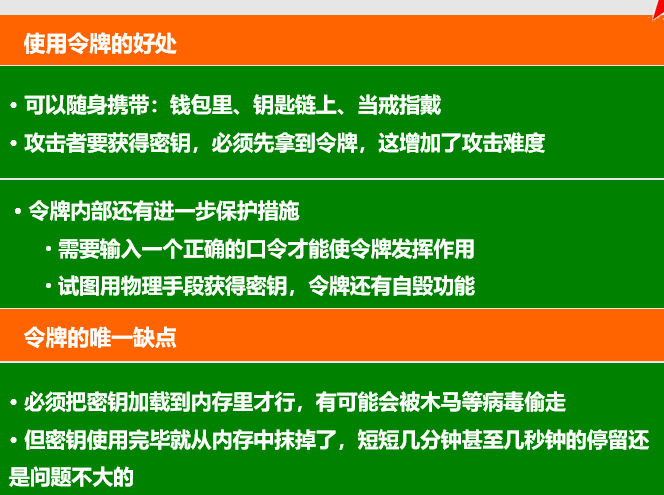 使用令牌的好处
• 可以随身携带：钱包里、钥匙链上、当戒指戴
• 攻击者要获得密钥，必须先拿到令牌，这增加了攻击难度
• 令牌内部还有进一步保护措施
• 需要输入一个正确的口令才能使令牌发挥作用
• 试图用物理手段获得密钥，令牌还有自毁功能
令牌的唯一缺点
• 必须把密钥加载到内存里才行，有可能会被木马等病毒偷走
• 但密钥使用完毕就从内存中抹掉了，短短几分钟甚至几秒钟的停留还
是问题不大的